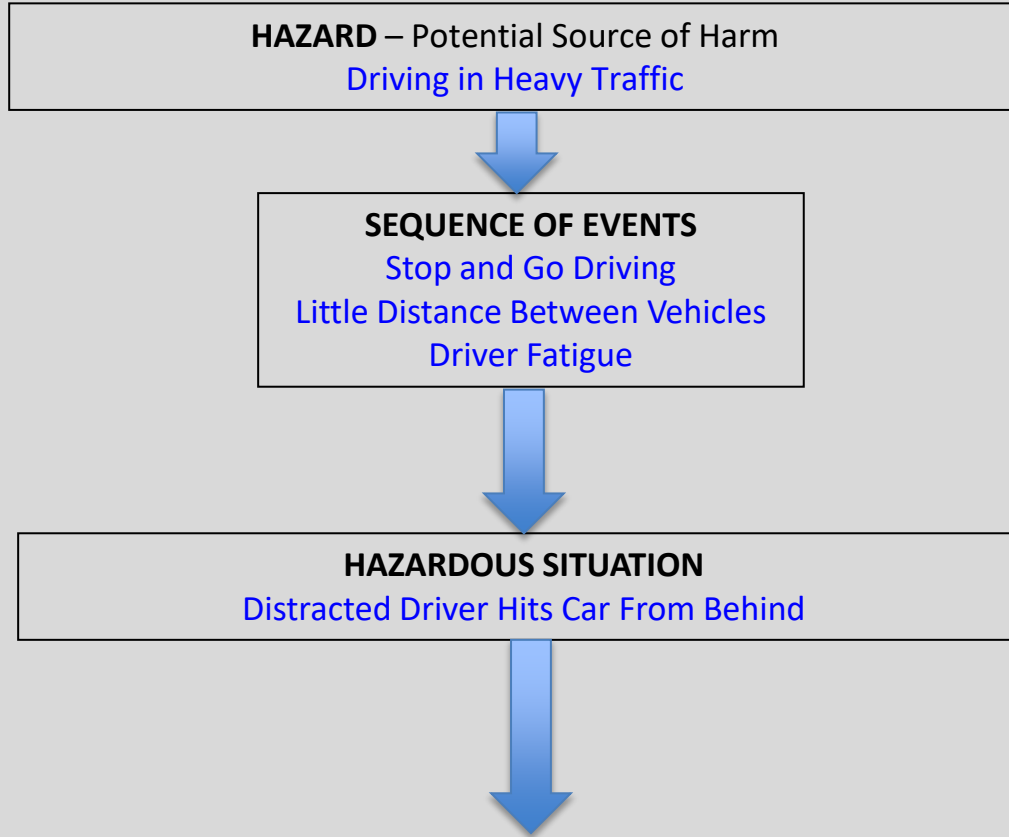 HAZARD – Potential Source of Harm
Driving in Heavy Traffic
SEQUENCE OF EVENTS
Stop and Go Driving
Little Distance Between Vehicles
Driver Fatigue
HAZARDOUS SITUATION
Distracted Driver Hits Car From Behind